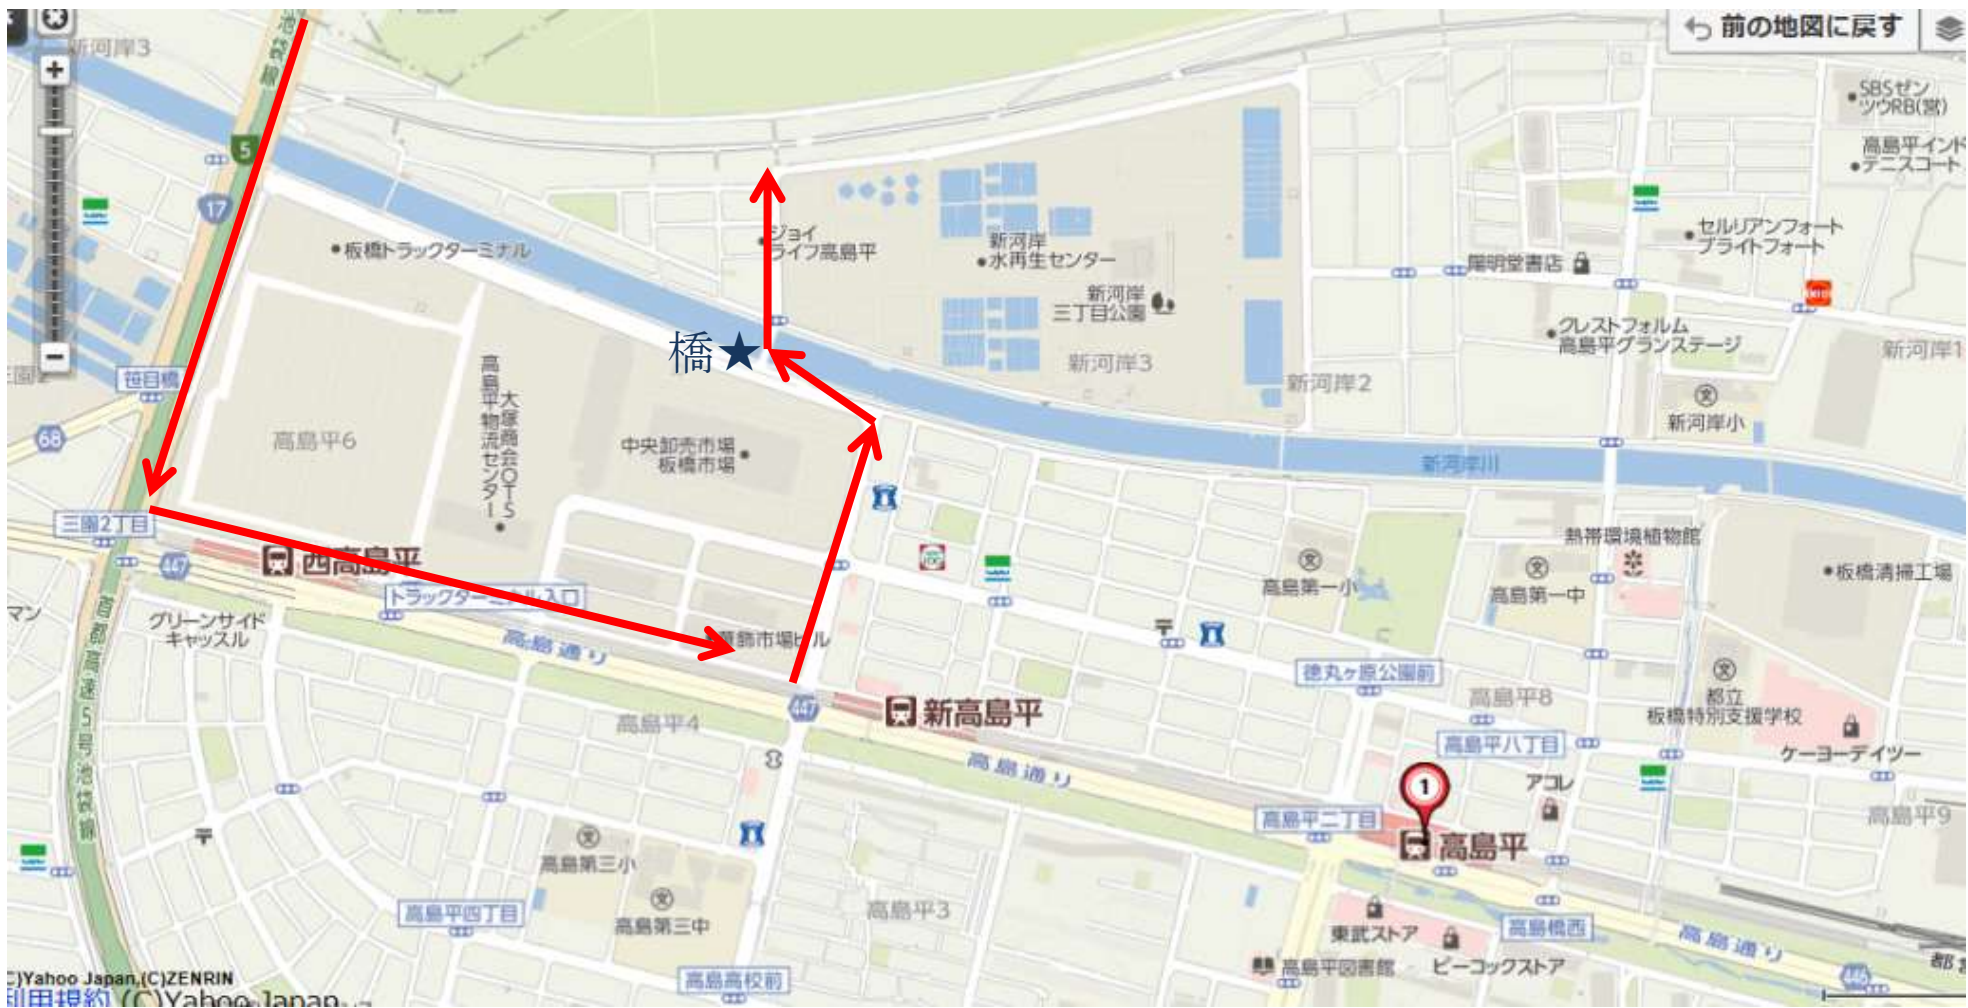 前の地図に戻す
新河岸3
5
17
SBSゼン
ツウRB(営)
高島平インド
テニスコート
板橋トラックターミナル
ジョイ
ライフ高島平
新河岸
水再生センター
新河岸
三丁目公園
陽明堂書店
セルリアンフォート
ブライトフォート
クレストフォルム
高島平グランステージ
橋★
新河岸3
新河岸2
新河岸1
新河岸小
笹目橋
68
高島平6
高島平物流センター
大塚商会OTS
中央卸売市場
板橋市場
新河岸川
三園2丁目
西高島平
447
トラックターミナル入口
高島通り
グリーンサイド
キャッスル
マン
高島第一小
高島第一中
熱帯環境植物館
板橋清掃工場
徳丸ヶ原公園前
高島平8
都立
板橋特別支援学校
ケーヨーデイツー
高島平八丁目
アコレ
高島平4
447
新高島平
高島通り
高島平二丁目
1
高島平
高島平9
首都高速5号池袋線
高島第三小
高島第三中
高島平四丁目
高島平3
高島高校前
東武ストア
高島橋西
高島通り
高島平図書館
ピーコックストア
446
C)Yahoo Japan,(C)ZENRIN
利用規約 (C)Yahoo Japan